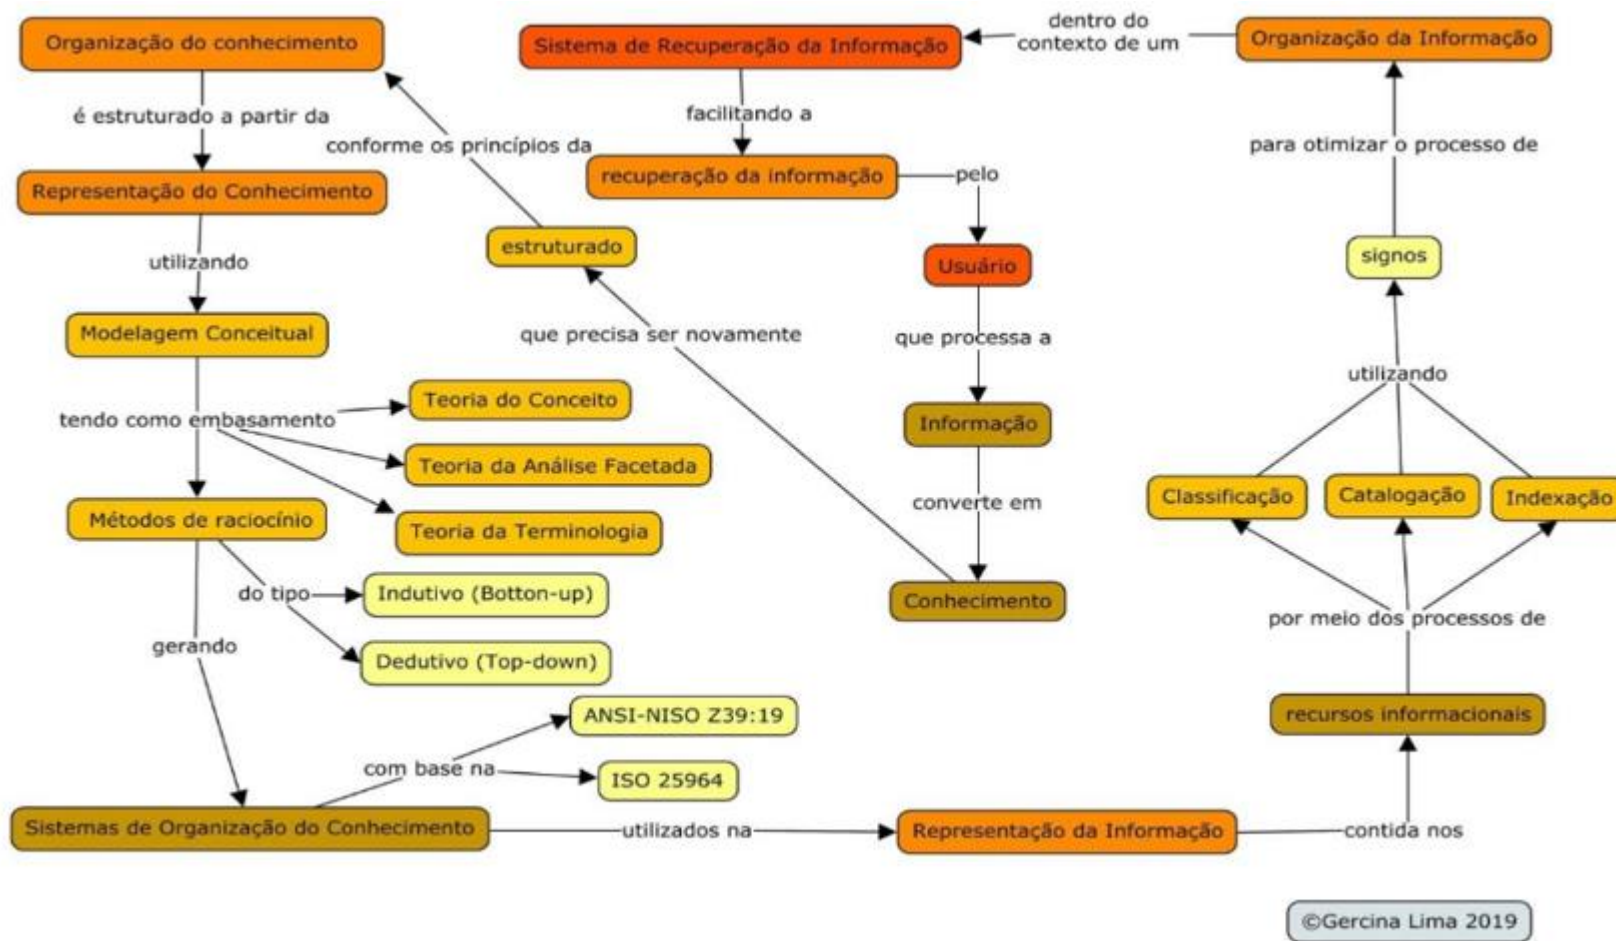 Organização do conhecimento
é estruturado a partir da
Representação do Conhecimento
utilizando
Modelagem Conceitual
tendo como embasamento
Teoria do Conceito
Teoria da Análise Facetada
Teoria da Terminologia
Métodos de raciocínio
do tipo
Indutivo (Botton-up)
Dedutivo (Top-down)
gerando
Sistemas de Organização do Conhecimento
com base na
ANSI-NISO Z39:19
ISO 25964
utilizados na
Representação da Informação
contida nos
recursos informacionais
por meio dos processos de
Classificação
Catalogação
Indexação
utilizando
signos
para otimizar o processo de
Organização da Informação
dentro do
contexto de um
Sistema de Recuperação da Informação
facilitando a
recuperação da informação
pelo
Usuário
que processa a
Informação
converte em
Conhecimento
que precisa ser novamente
estruturado
conforme os princípios da
©Gercina Lima 2019